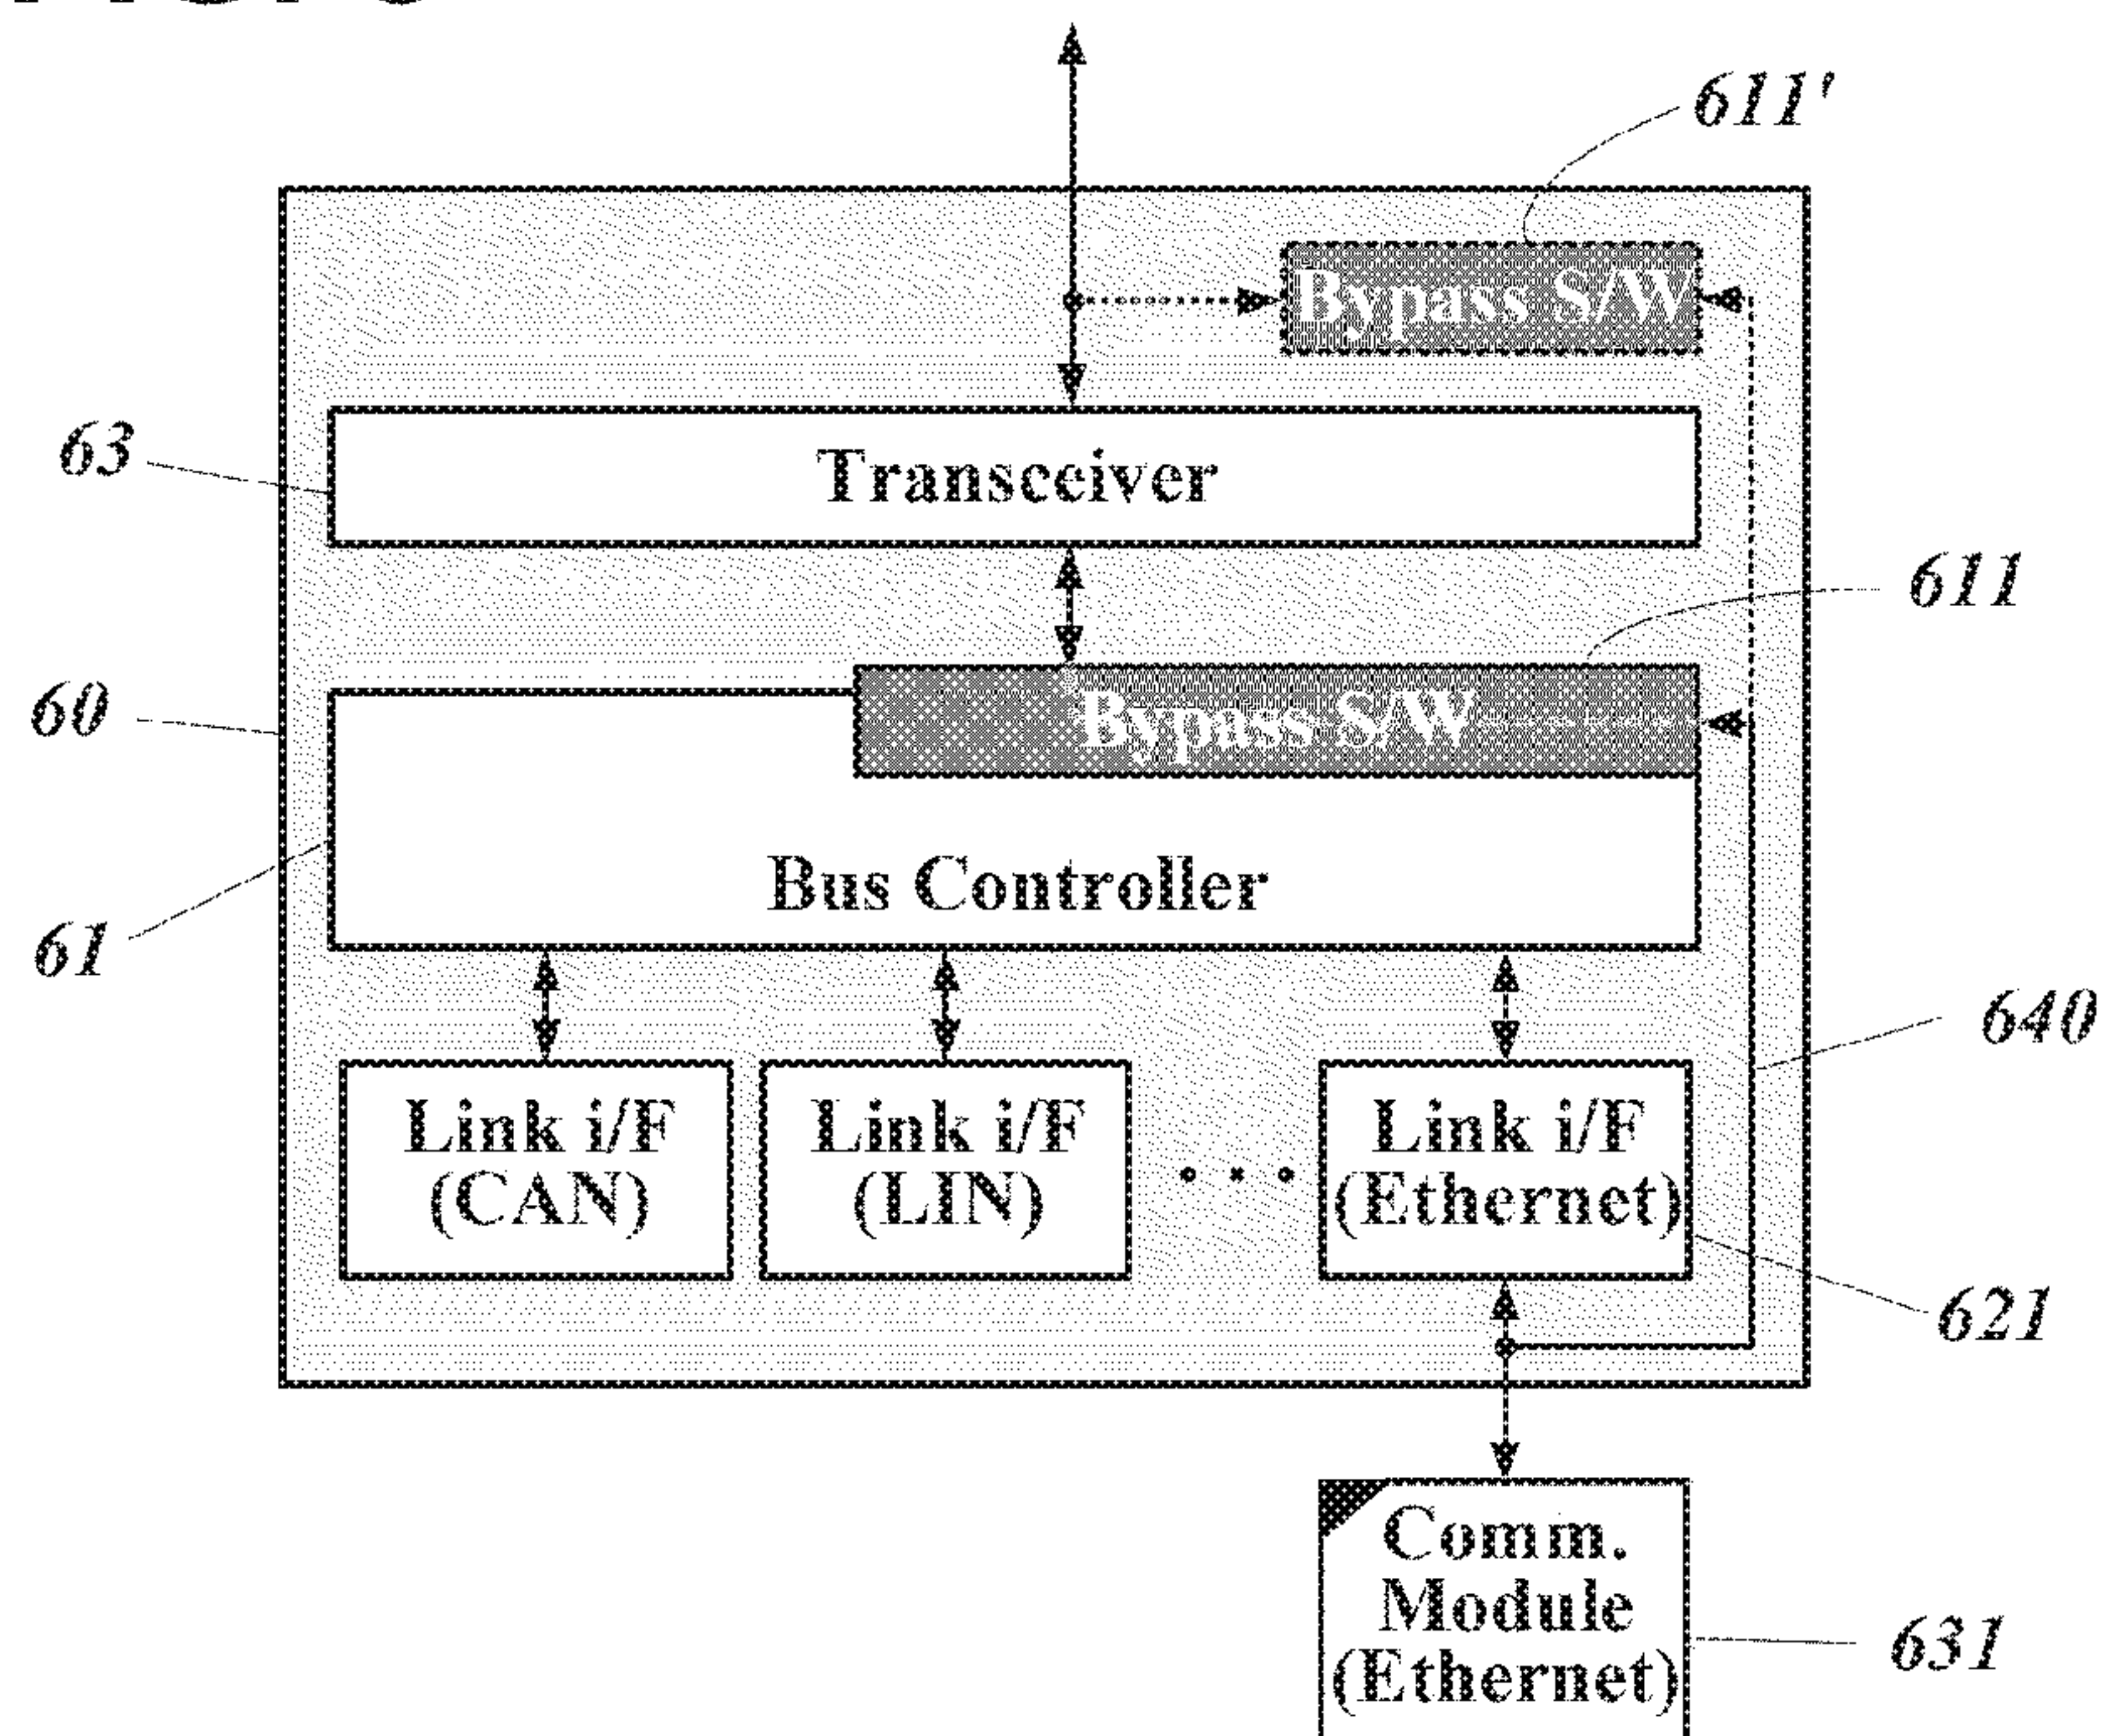 611'
Bypass S/W
63
Transceiver
611
60
Bypass S/W
61
Bus Controller
640
Link i/F
(CAN)
Link i/F
(LIN)
Link i/F
(Ethernet)
621
Comm.
Module
(Ethernet)
631